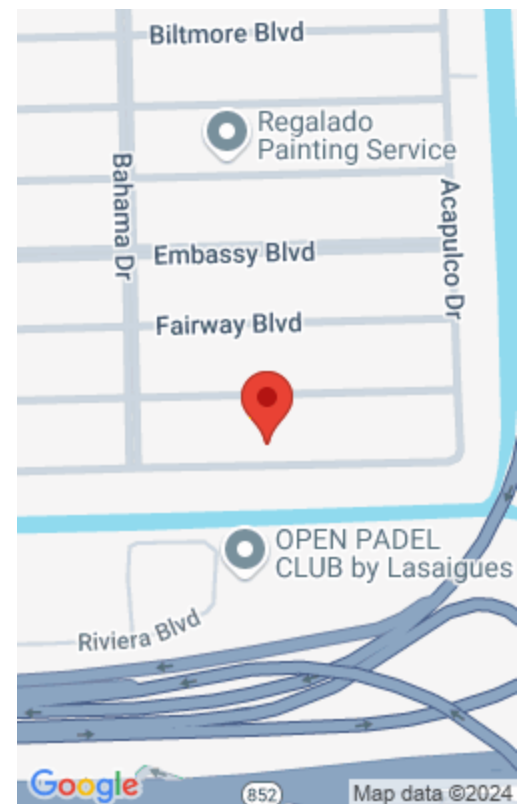 Biltmore Blvd
Regalado
Painting Service
Bahama Dr
Acapulco Dr
Embassy Blvd
Fairway Blvd
OPEN PADEL
CLUB by Lasaigues
Riviera Blvd
Google
852
Map data ©2024